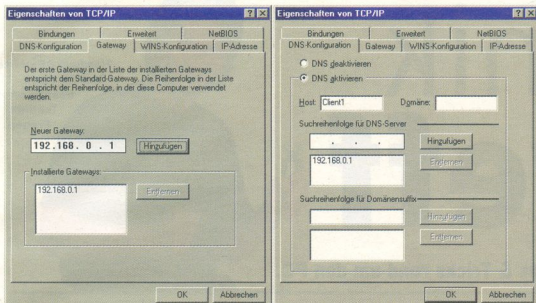 Eigenschaften von TCP/IP
Bindungen Erweitert NetBIOS
DNS-Konfiguration Gateway WINS-Konfiguration IP-Adresse
Der erste Gateway in der Liste der installierten Gateways
entspricht dem Standard-Gateway. Die Reihenfolge in der Liste
entspricht der Reihenfolge, in der diese Computer verwendet
werden.
Neuer Gateway:
192.168. 0 . 1 Hinzufügen
Installierte Gateways:
192.168.0.1 Entfernen
OK Abbrechen
Eigenschaften von TCP/IP
Bindungen Erweitert NetBIOS
DNS-Konfiguration Gateway WINS-Konfiguration IP-Adresse
DNS deaktivieren
DNS aktivieren
Host: Client1 Domäne:
Suchreihenfolge für DNS-Server
. . . Hinzufügen
192.168.0.1 Entfernen
Suchreihenfolge für Domänensuffix
Hinzufügen
Entfernen
OK Abbrechen